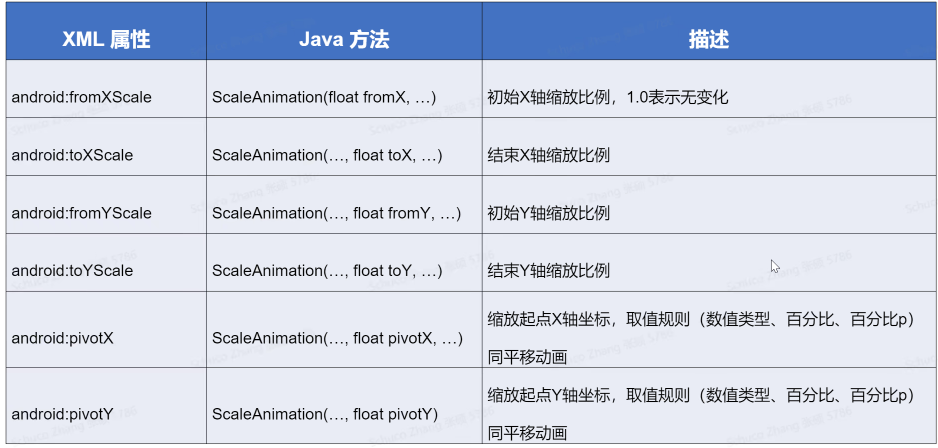 XML 属性 Java 方法 描述
android:fromXScale ScaleAnimation(float fromX, …) 初始X轴缩放比例，1.0表示无变化
android:toXScale ScaleAnimation(…, float toX, …) 结束X轴缩放比例
android:fromYScale ScaleAnimation(…, float fromY, …) 初始Y轴缩放比例
android:toYScale ScaleAnimation(…, float toY, …) 结束Y轴缩放比例
android:pivotX ScaleAnimation(…, float pivotX, …) 缩放起点X轴坐标，取值规则（数值类型、百分比、百分比p）
同平移动画
android:pivotY ScaleAnimation(…, float pivotY) 缩放起点Y轴坐标，取值规则（数值类型、百分比、百分比p）
同平移动画